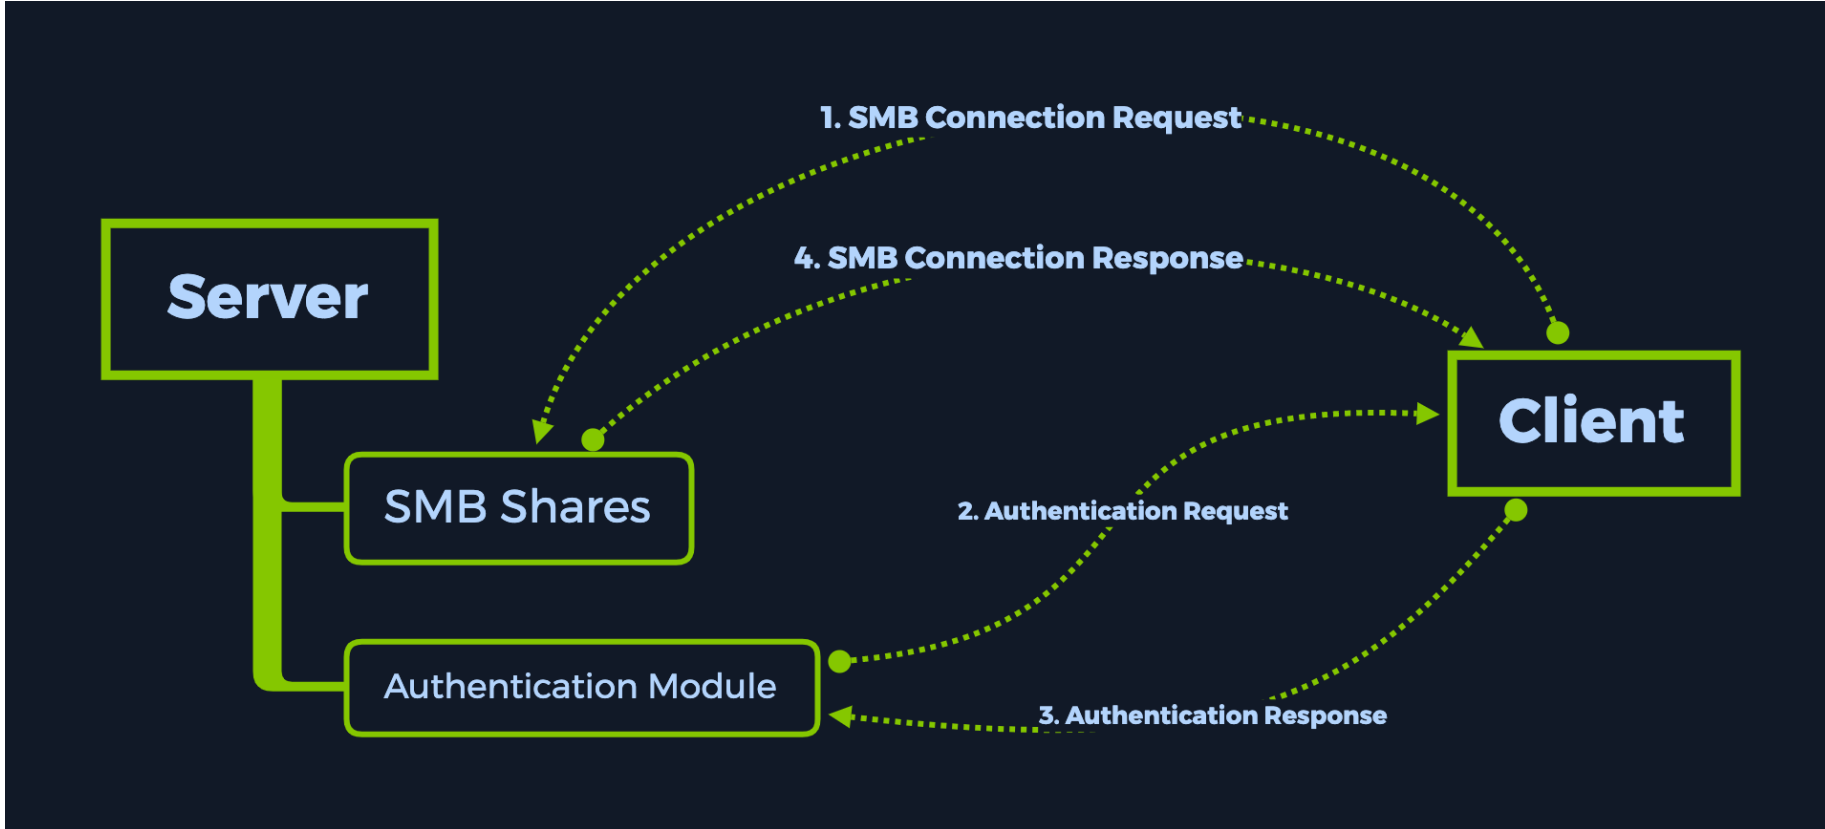 1. SMB Connection Request
4. SMB Connection Response
Server
Client
SMB Shares
2. Authentication Request
Authentication Module
3. Authentication Response